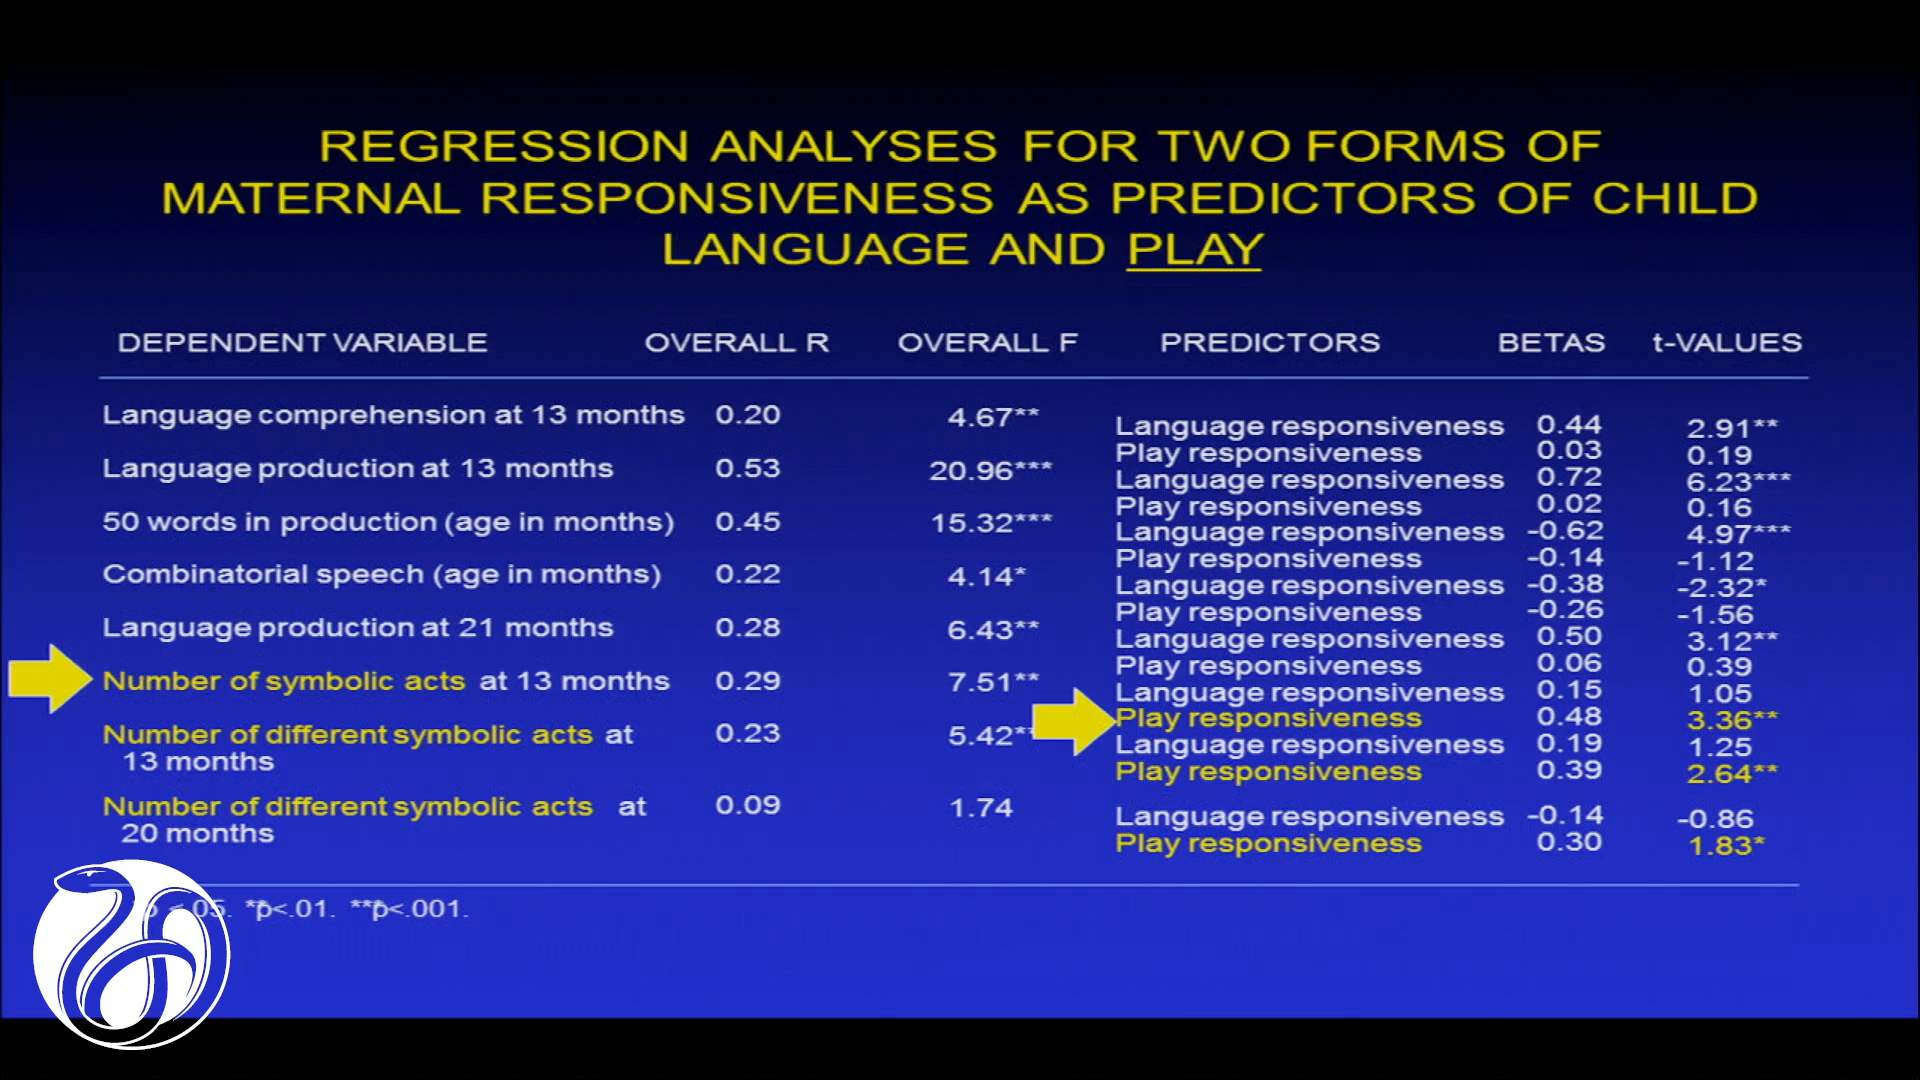 REGRESSION ANALYSES FOR TWO FORMS OF
MATERNAL RESPONSIVENESS AS PREDICTORS OF CHILD
LANGUAGE AND PLAY
DEPENDENT VARIABLE OVERALL R OVERALL F PREDICTORS BETAS t-VALUES
Language comprehension at 13 months 0.20 4.67** Language responsiveness 0.44 2.91**
Play responsiveness 0.03 0.19
Language production at 13 months 0.53 20.96*** Language responsiveness 0.72 6.23***
Play responsiveness 0.02 0.16
50 words in production (age in months) 0.45 15.32*** Language responsiveness -0.62 4.97***
Play responsiveness -0.14 -1.12
Combinatorial speech (age in months) 0.22 4.14* Language responsiveness -0.38 -2.32*
Play responsiveness -0.26 -1.56
Language production at 21 months 0.28 6.43** Language responsiveness 0.50 3.12**
Play responsiveness 0.06 0.39
Number of symbolic acts at 13 months 0.29 7.51** Language responsiveness 0.15 1.05
Play responsiveness 0.48 3.36**
Number of different symbolic acts at 0.23 5.42* Language responsiveness 0.19 1.25
13 months Play responsiveness 0.39 2.64**
Number of different symbolic acts at 0.09 1.74 Language responsiveness -0.14 -0.86
20 months Play responsiveness 0.30 1.83*
<.05. **p<.01. ***p<.001.